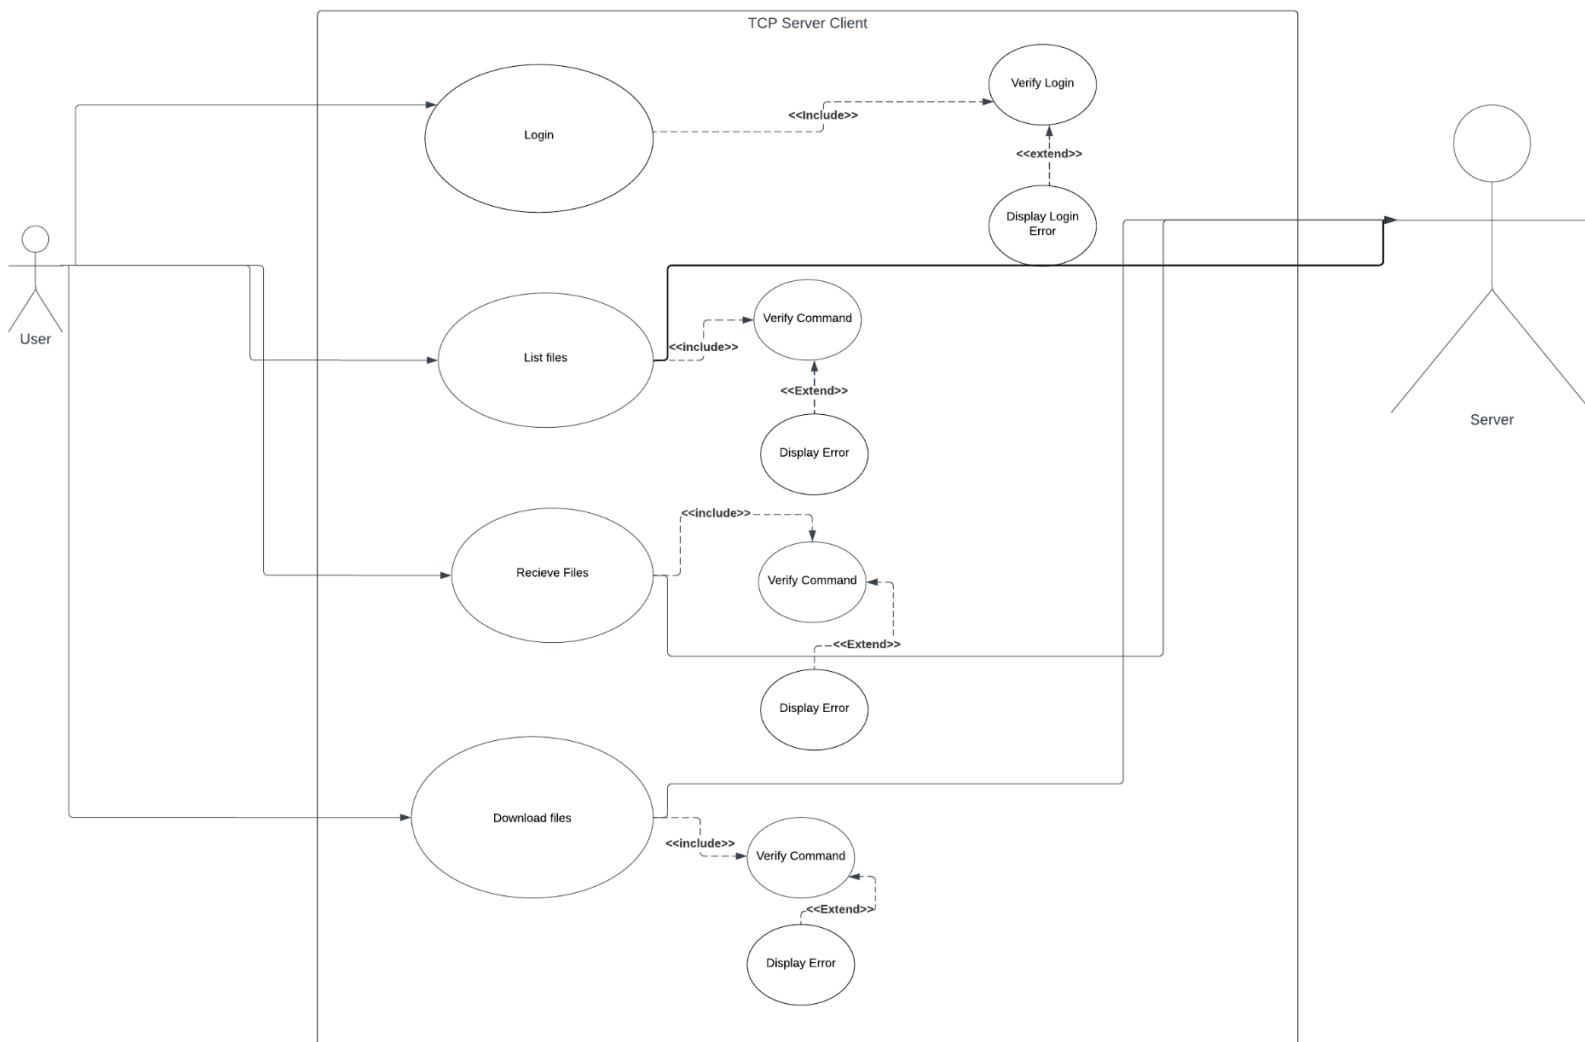 TCP Server Client
Verify Login
<<Include>>
Login
<<extend>>
Display Login
Error
User
Verify Command
<<include>>
List files
<<Extend>>
Server
Display Error
<<include>>
Recieve Files
Verify Command
<<Extend>>
Display Error
Download files
<<include>>
Verify Command
<<Extend>>
Display Error